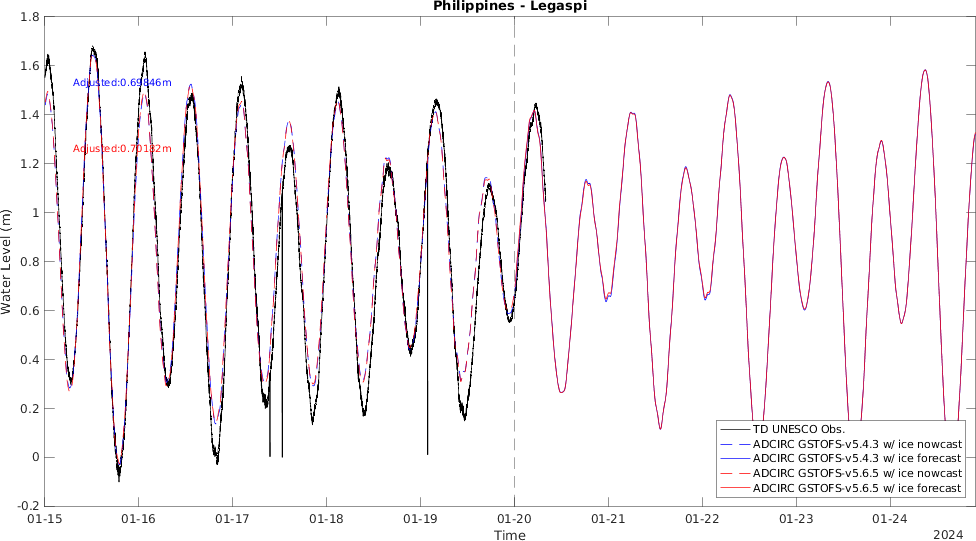 Philippines - Legaspi
1.8
1.6
1.4
1.2
1
0.8
0.6
0.4
0.2
0
-0.2
Water Level (m)
Adjusted:0.69846m
Adjusted:0.70182m
TD UNESCO Obs.
ADCIRC GSTOFS-v5.4.3 w/ ice nowcast
ADCIRC GSTOFS-v5.4.3 w/ ice forecast
ADCIRC GSTOFS-v5.6.5 w/ ice nowcast
ADCIRC GSTOFS-v5.6.5 w/ ice forecast
01-15 01-16 01-17 01-18 01-19 01-20 01-21 01-22 01-23 01-24
Time
2024